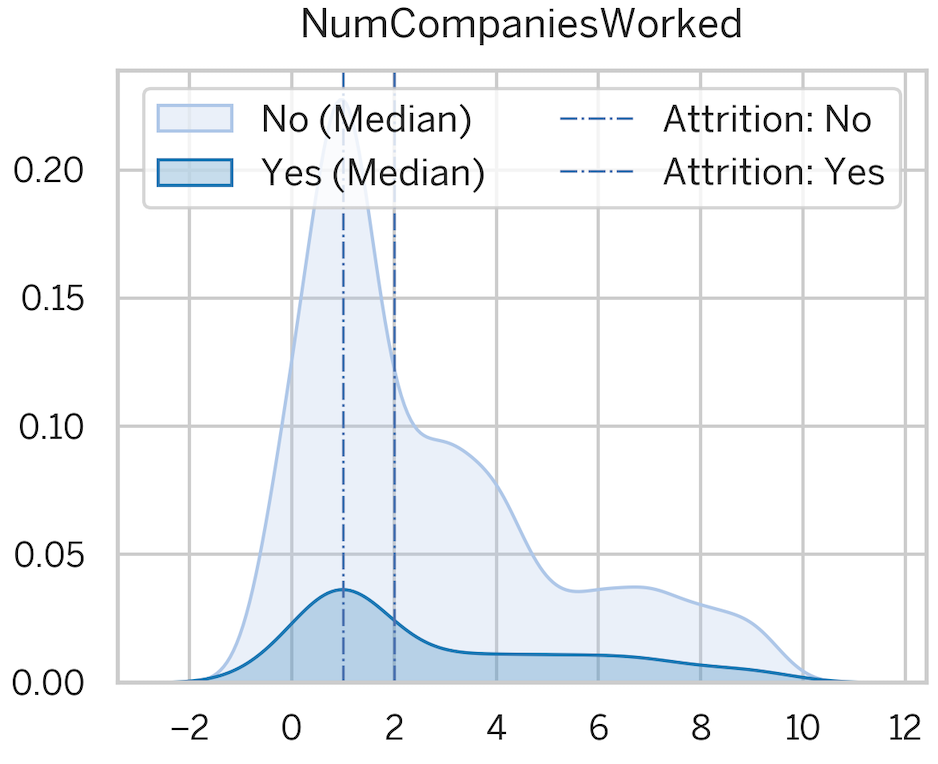 NumCompaniesWorked
No (Median) Attrition: No
Yes (Median) Attrition: Yes
0.20
0.15
0.10
0.05
0.00
−2 0 2 4 6 8 10 12